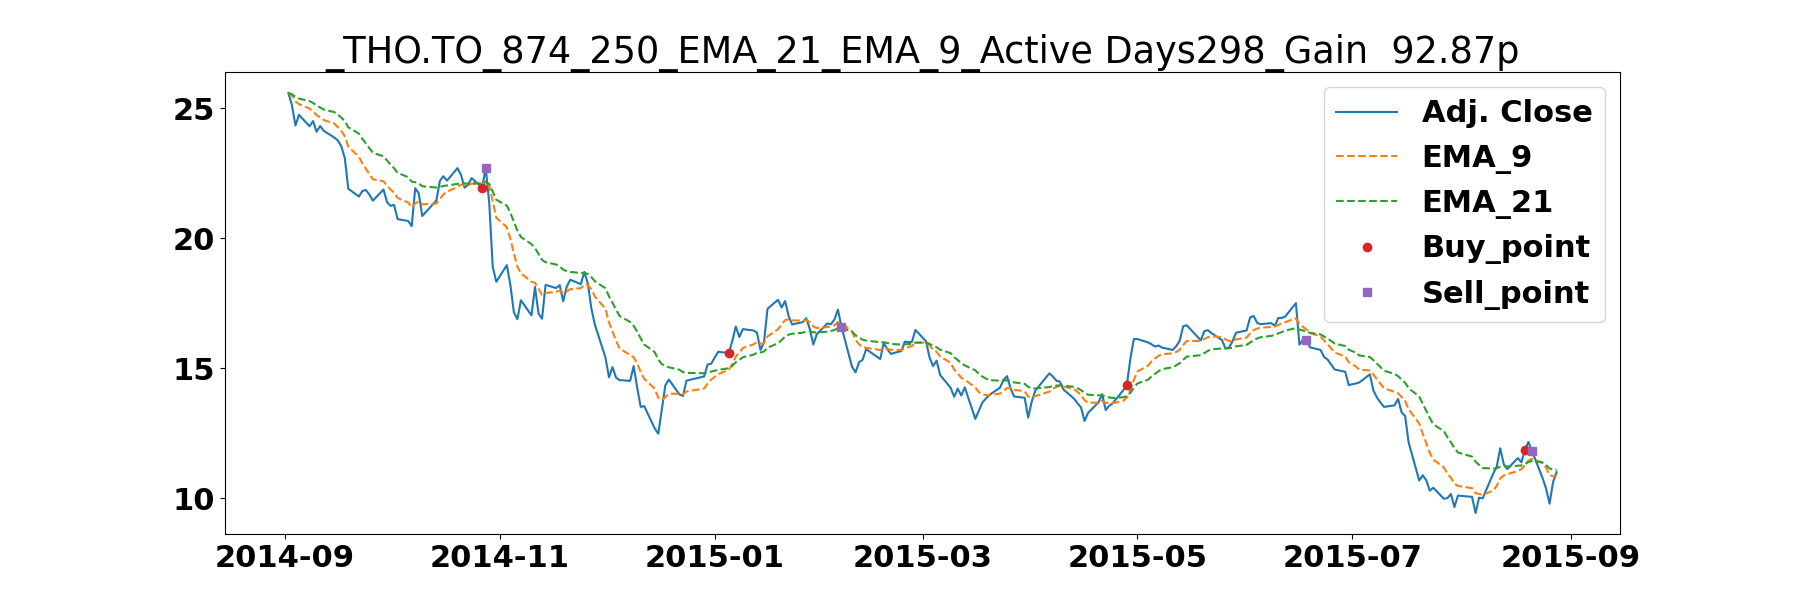 _THO.TO_874_250_EMA_21_EMA_9_Active Days298_Gain  92.87p
25
20
15
10
Adj. Close
EMA_9
EMA_21
Buy_point
Sell_point
2014-09 2014-11 2015-01 2015-03 2015-05 2015-07 2015-09